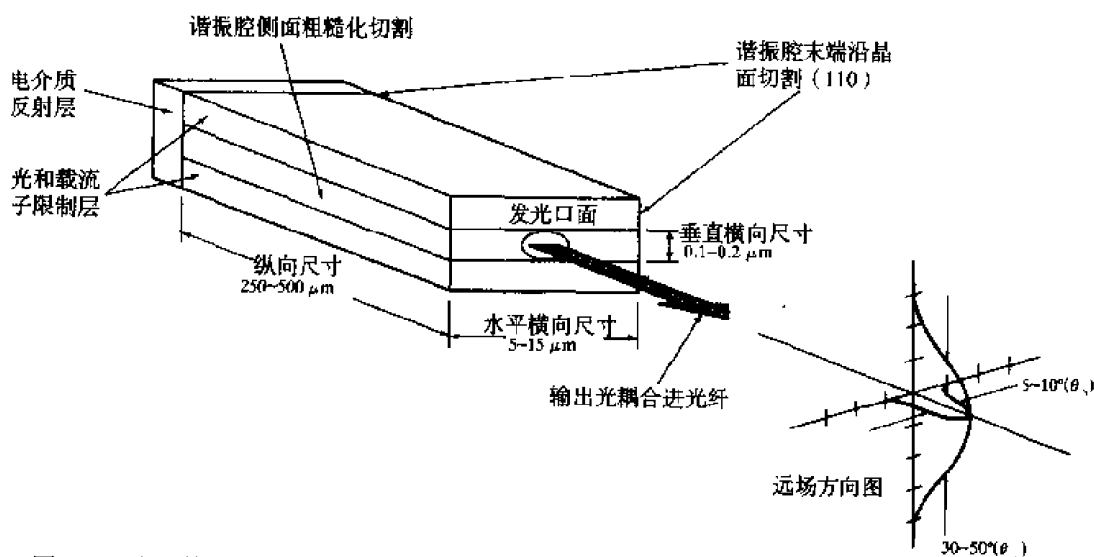 谐振腔侧面粗糙化切割
谐振腔末端沿晶
面切割（110）
电介质
反射层
光和载流
子限制层
发光口面
垂直横向尺寸
0.1~0.2 μm
纵向尺寸
250~500 μm
水平横向尺寸
5~15 μm
输出光耦合进光纤
5~10°(θ
远场方向图
30~50°(θ